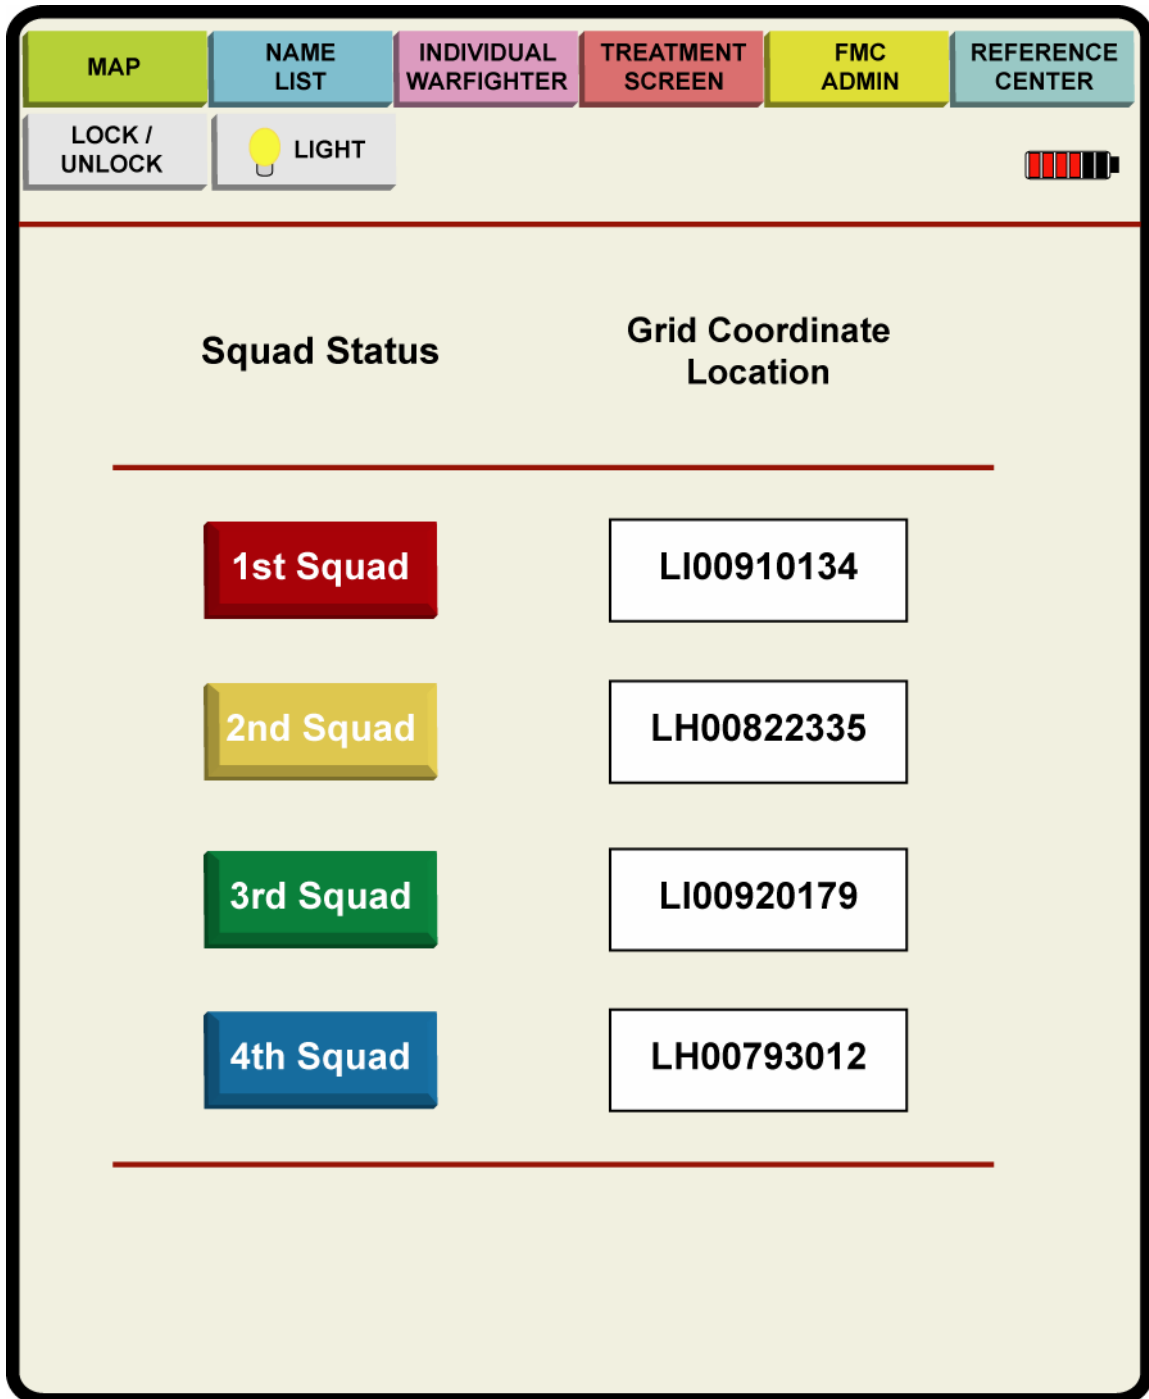 MAP
NAME
LIST
INDIVIDUAL
WARFIGHTER
TREATMENT
SCREEN
FMC
ADMIN
REFERENCE
CENTER
LOCK /
UNLOCK
LIGHT
Squad Status
Grid Coordinate
Location
1st Squad
LI00910134
2nd Squad
LH00822335
3rd Squad
LI00920179
4th Squad
LH00793012